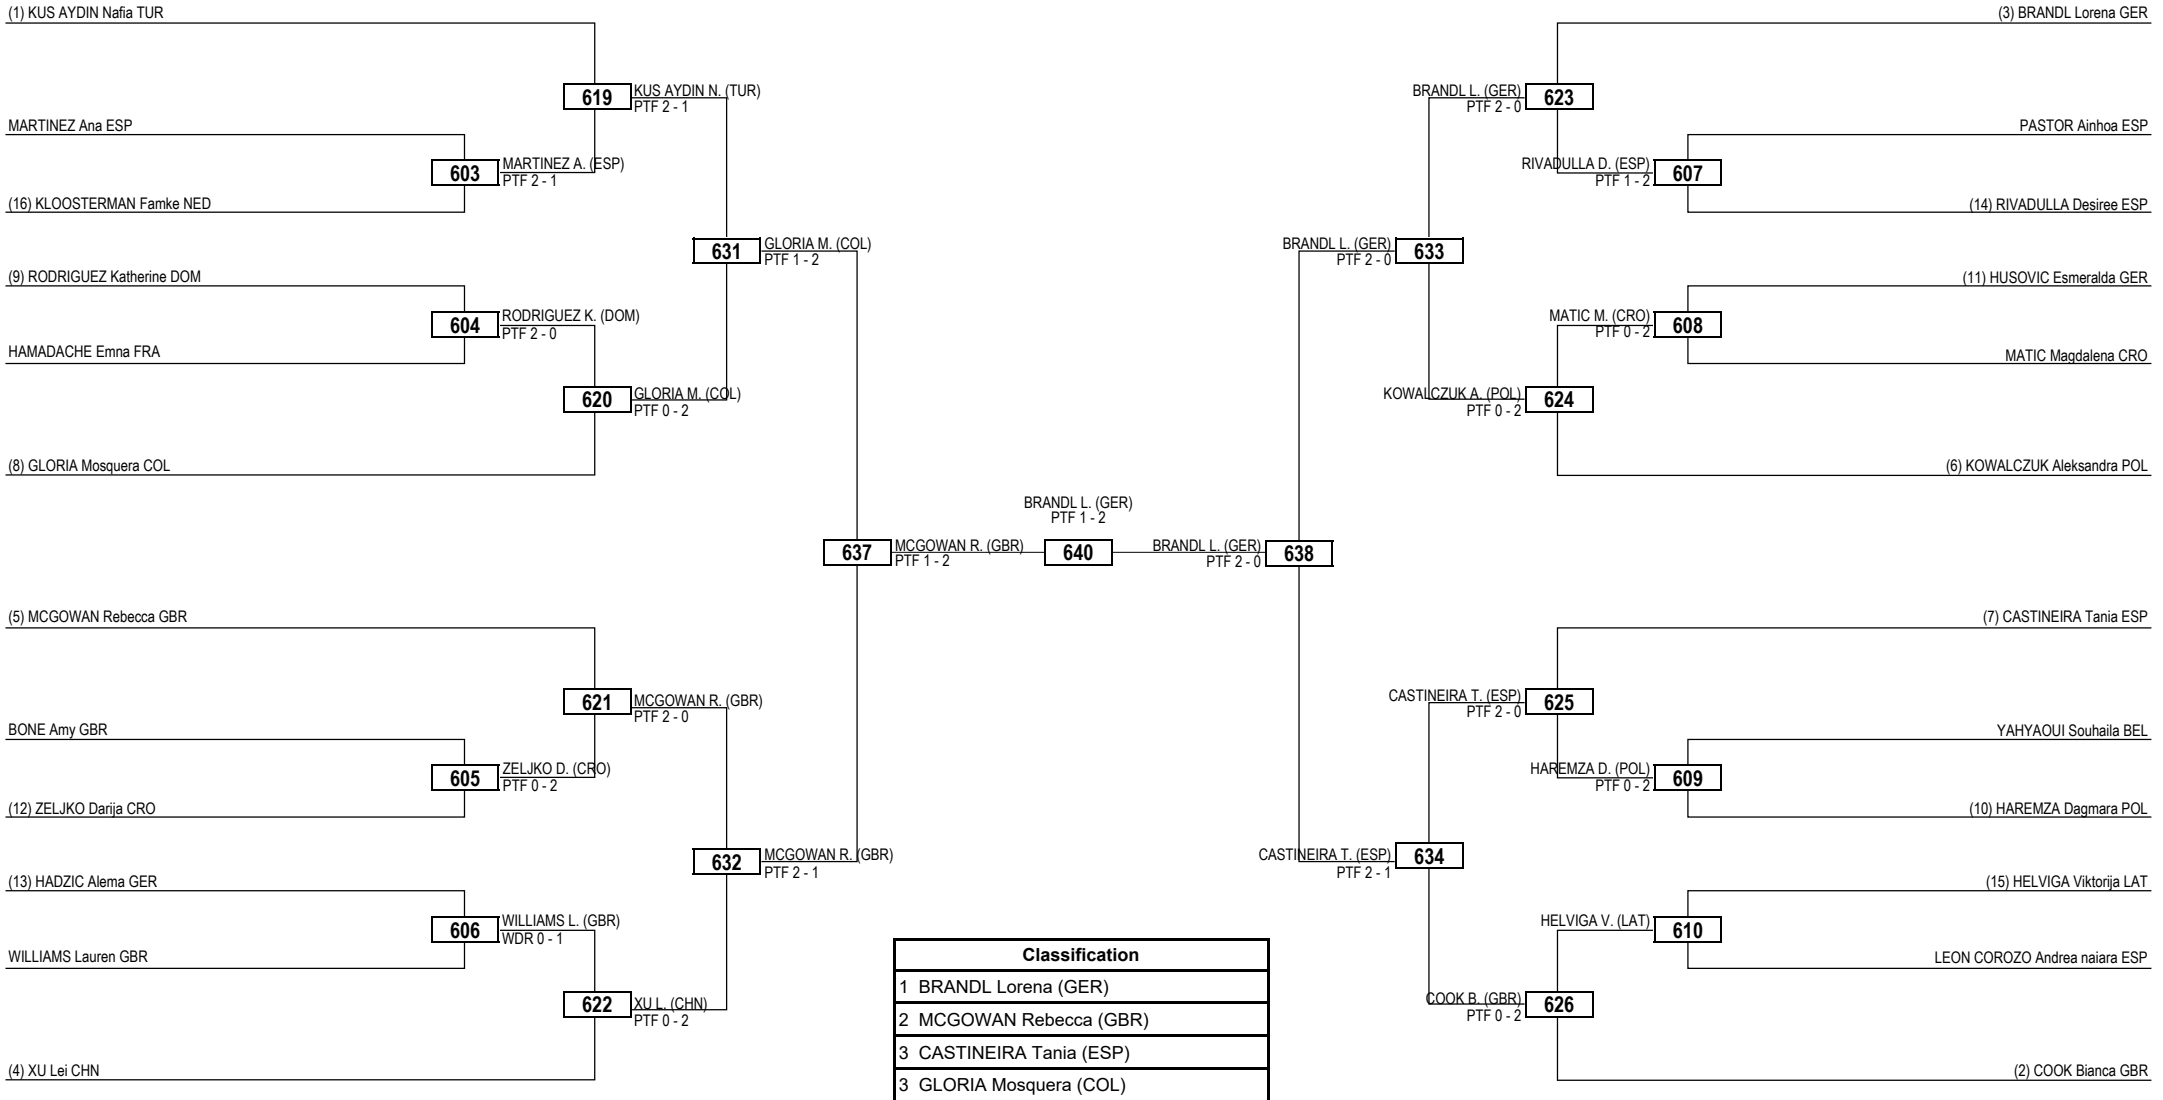 (1) KUS AYDIN Nafia TUR
(3) BRANDL Lorena GER
619
KUS AYDIN N. (TUR)
PTF 2 - 1
BRANDL L. (GER)
PTF 2 - 0
623
MARTINEZ Ana ESP
PASTOR Ainhoa ESP
603
MARTINEZ A. (ESP)
PTF 2 - 1
RIVADULLA D. (ESP)
PTF 1 - 2
607
(16) KLOOSTERMAN Famke NED
(14) RIVADULLA Desiree ESP
631
GLORIA M. (COL)
PTF 1 - 2
BRANDL L. (GER)
PTF 2 - 0
633
(9) RODRIGUEZ Katherine DOM
(11) HUSOVIC Esmeralda GER
604
RODRIGUEZ K. (DOM)
PTF 2 - 0
MATIC M. (CRO)
PTF 0 - 2
608
HAMADACHE Emna FRA
MATIC Magdalena CRO
620
GLORIA M. (COL)
PTF 0 - 2
KOWALCZUK A. (POL)
PTF 0 - 2
624
(8) GLORIA Mosquera COL
(6) KOWALCZUK Aleksandra POL
BRANDL L. (GER)
PTF 1 - 2
637
MCGOWAN R. (GBR)
PTF 1 - 2
640
BRANDL L. (GER)
PTF 2 - 0
638
(5) MCGOWAN Rebecca GBR
(7) CASTINEIRA Tania ESP
621
MCGOWAN R. (GBR)
PTF 2 - 0
CASTINEIRA T. (ESP)
PTF 2 - 0
625
BONE Amy GBR
YAHYAOUI Souhaila BEL
605
ZELJKO D. (CRO)
PTF 0 - 2
HAREMZA D. (POL)
PTF 0 - 2
609
(12) ZELJKO Darija CRO
(10) HAREMZA Dagmara POL
632
MCGOWAN R. (GBR)
PTF 2 - 1
CASTINEIRA T. (ESP)
PTF 2 - 1
634
(13) HADZIC Alema GER
(15) HELVIGA Viktorija LAT
606
WILLIAMS L. (GBR)
WDR 0 - 1
HELVIGA V. (LAT)
610
WILLIAMS Lauren GBR
LEON COROZO Andrea naiara ESP
622
XU L. (CHN)
PTF 0 - 2
COOK B. (GBR)
PTF 0 - 2
626
(4) XU Lei CHN
(2) COOK Bianca GBR
Classification
1 BRANDL Lorena (GER)
2 MCGOWAN Rebecca (GBR)
3 CASTINEIRA Tania (ESP)
3 GLORIA Mosquera (COL)